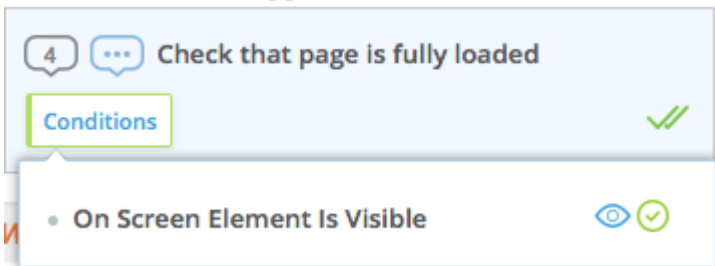 4 Check that page is fully loaded
Conditions
On Screen Element Is Visible